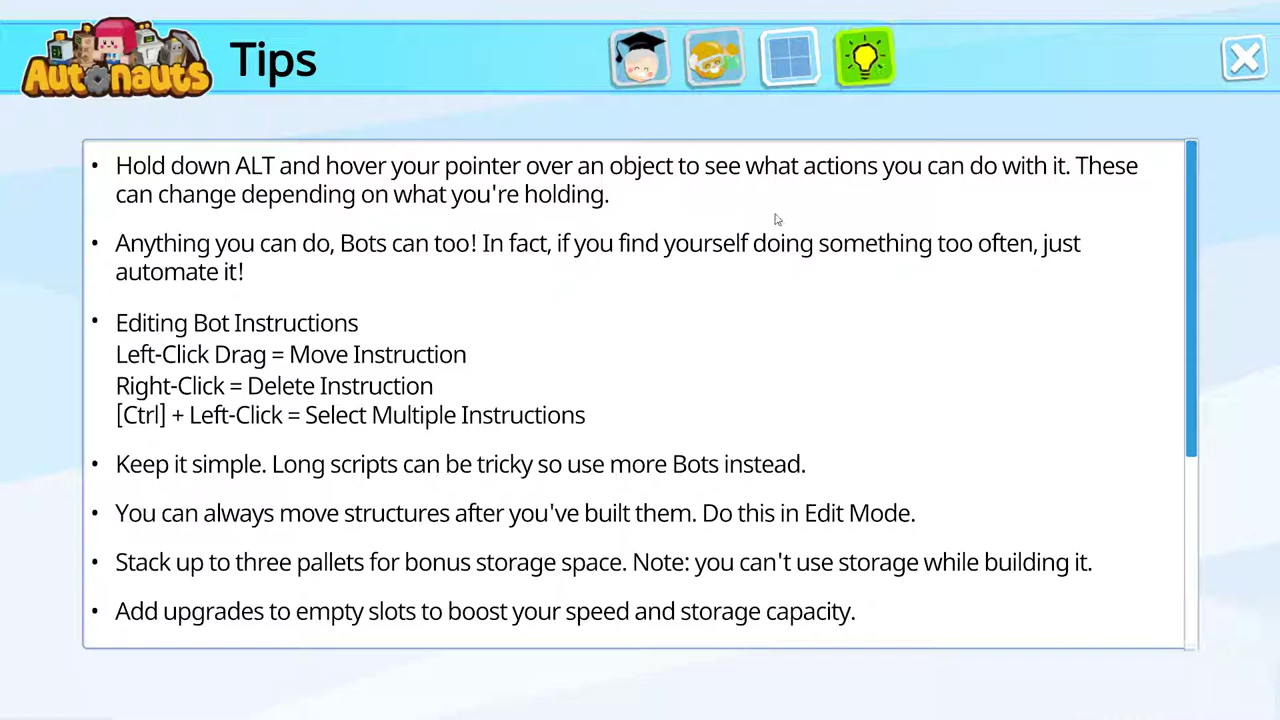 Autonauts
Tips
• Hold down ALT and hover your pointer over an object to see what actions you can do with it. These
can change depending on what you're holding.
• Anything you can do, Bots can too! In fact, if you find yourself doing something too often, just
automate it!
• Editing Bot Instructions
Left-Click Drag = Move Instruction
Right-Click = Delete Instruction
[Ctrl] + Left-Click = Select Multiple Instructions
• Keep it simple. Long scripts can be tricky so use more Bots instead.
• You can always move structures after you've built them. Do this in Edit Mode.
• Stack up to three pallets for bonus storage space. Note: you can't use storage while building it.
• Add upgrades to empty slots to boost your speed and storage capacity.